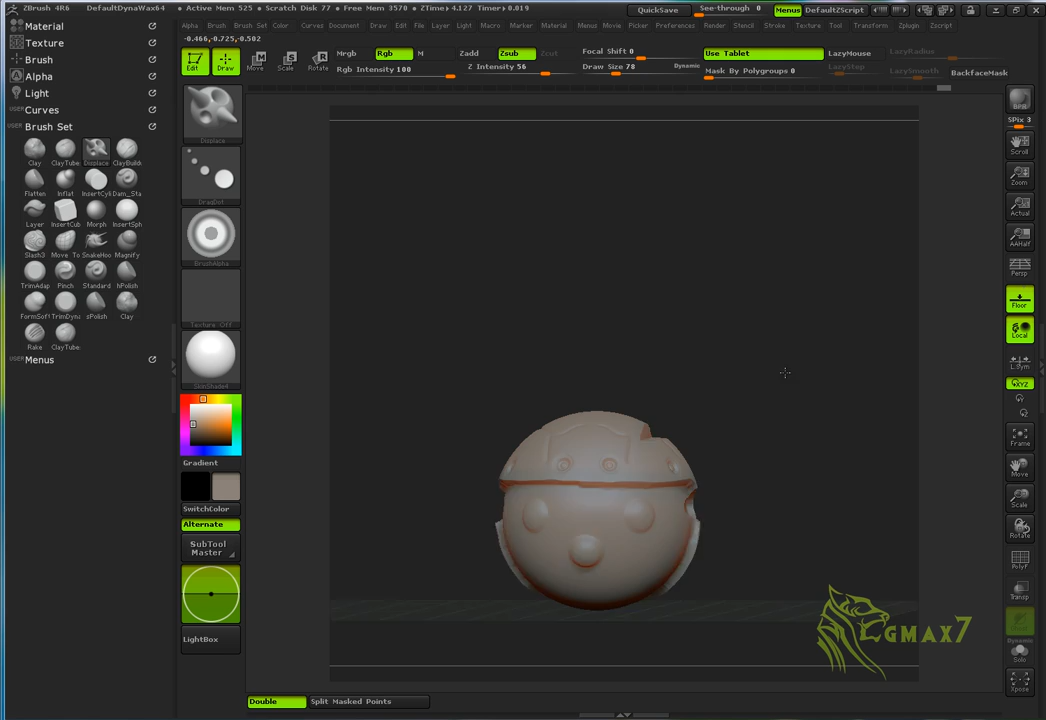 ZBrush 4R6 DefaultDynaWax64 • Active Mem 525 • Scratch Disk 77 • Free Mem 3570 • ZTime▸4.127 Timer▸0.019
QuickSave See-through 0 Menus DefaultZScript
Alpha Brush Brush Set Color Curves Document Draw Edit File Layer Light Macro Marker Material Menus Movie Picker Preferences Render Stencil Stroke Texture Tool Transform Zplugin Zscript
-0.466,-0.725,-0.502
Material
Texture
Brush
Alpha
Light
USER Curves
USER Brush Set
Clay ClayTube Displace ClayBuild
Flatten Inflat InsertCyl Dam_Sta
Layer InsertCub Morph InsertSph
Slash3 Move To SnakeHoo Magnify
TrimAdap Pinch Standard hPolish
FormSoft TrimDyna sPolish Clay
Rake ClayTube
USER Menus
Edit Draw Move Scale Rotate
Mrgb Rgb M
Rgb Intensity 100
Zadd Zsub Zcut
Z Intensity 56
Focal Shift 0
Draw Size 78 Dynamic
Use Tablet LazyMouse LazyRadius
Mask By Polygroups 0 LazyStep LazySmooth BackfaceMask
Displace
DragDot
BrushAlpha
Texture Off
SkinShade4
Gradient
SwitchColor
Alternate
SubTool
Master
LightBox
BPR
SPix 3
Scroll
Zoom
Actual
AAHalf
Persp
Floor
Local
L.Sym
XYZ
Frame
Move
Scale
Rotate
PolyF
Transp
Dynamic
Solo
Xpose
LGMAX7
Double Split Masked Points